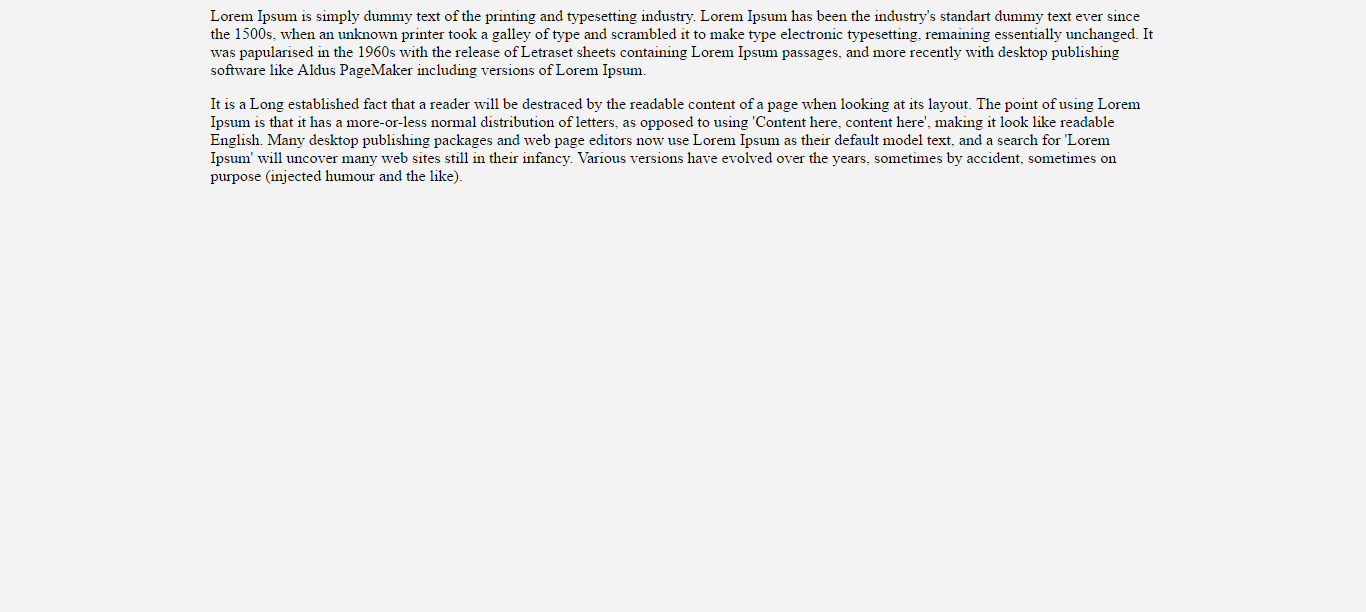 Lorem Ipsum is simply dummy text of the printing and typesetting industry. Lorem Ipsum has been the industry's standart dummy text ever since
the 1500s, when an unknown printer took a galley of type and scrambled it to make type electronic typesetting, remaining essentially unchanged. It
was papularised in the 1960s with the release of Letraset sheets containing Lorem Ipsum passages, and more recently with desktop publishing
software like Aldus PageMaker including versions of Lorem Ipsum.
It is a Long established fact that a reader will be destraced by the readable content of a page when looking at its layout. The point of using Lorem
Ipsum is that it has a more-or-less normal distribution of letters, as opposed to using 'Content here, content here', making it look like readable
English. Many desktop publishing packages and web page editors now use Lorem Ipsum as their default model text, and a search for 'Lorem
Ipsum' will uncover many web sites still in their infancy. Various versions have evolved over the years, sometimes by accident, sometimes on
purpose (injected humour and the like).